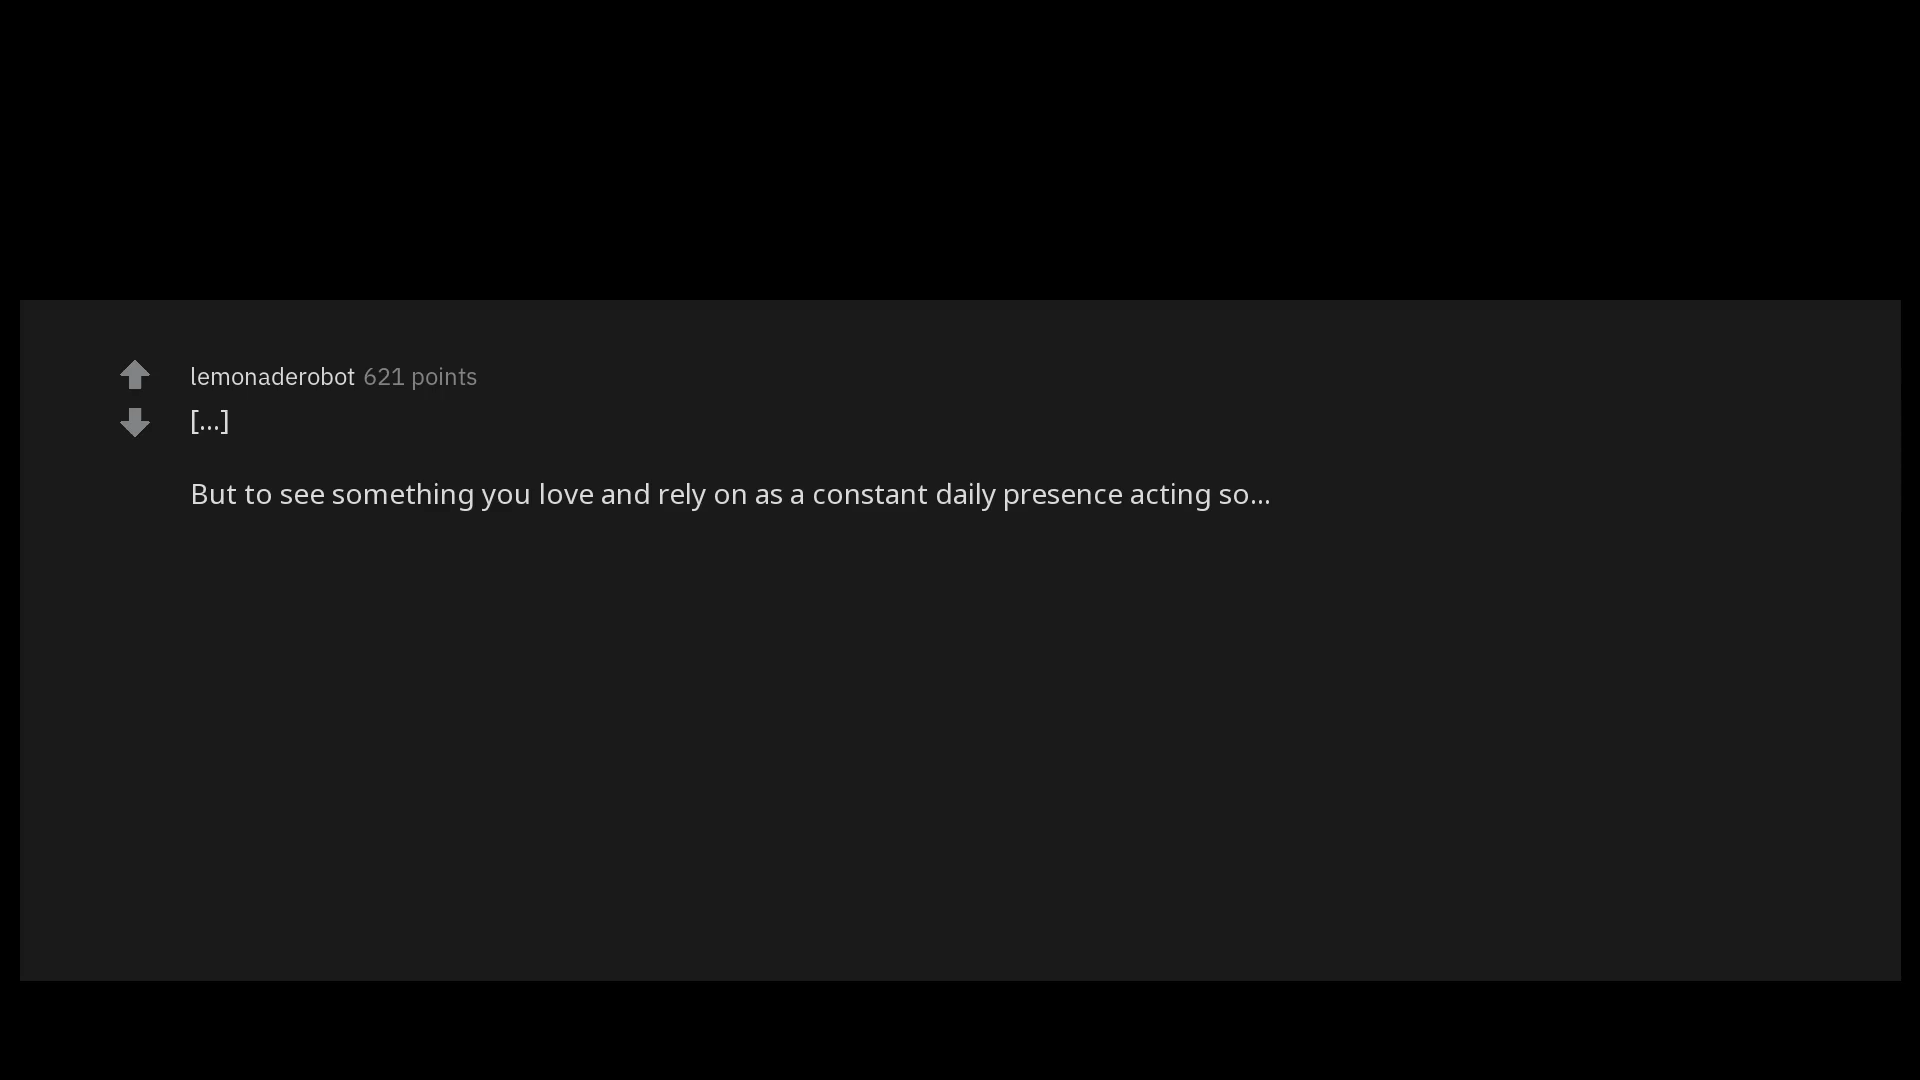 lemonaderobot 621 points
[...]
But to see something you love and rely on as a constant daily presence acting so...